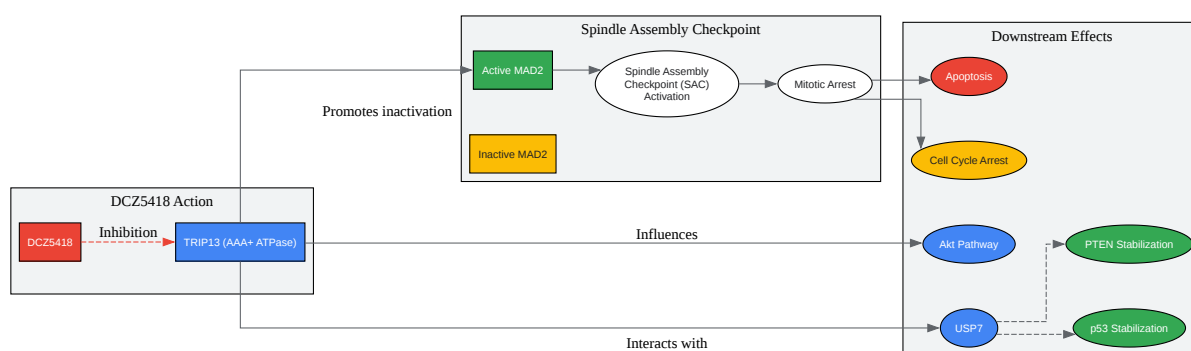 Spindle Assembly Checkpoint
Downstream Effects
Active MAD2
Spindle Assembly
Checkpoint (SAC)
Activation
Mitotic Arrest
Apoptosis
Promotes inactivation
Inactive MAD2
Cell Cycle Arrest
DCZ5418 Action
DCZ5418
Inhibition
TRIP13 (AAA+ ATPase)
Influences
Akt Pathway
PTEN Stabilization
Interacts with
USP7
p53 Stabilization